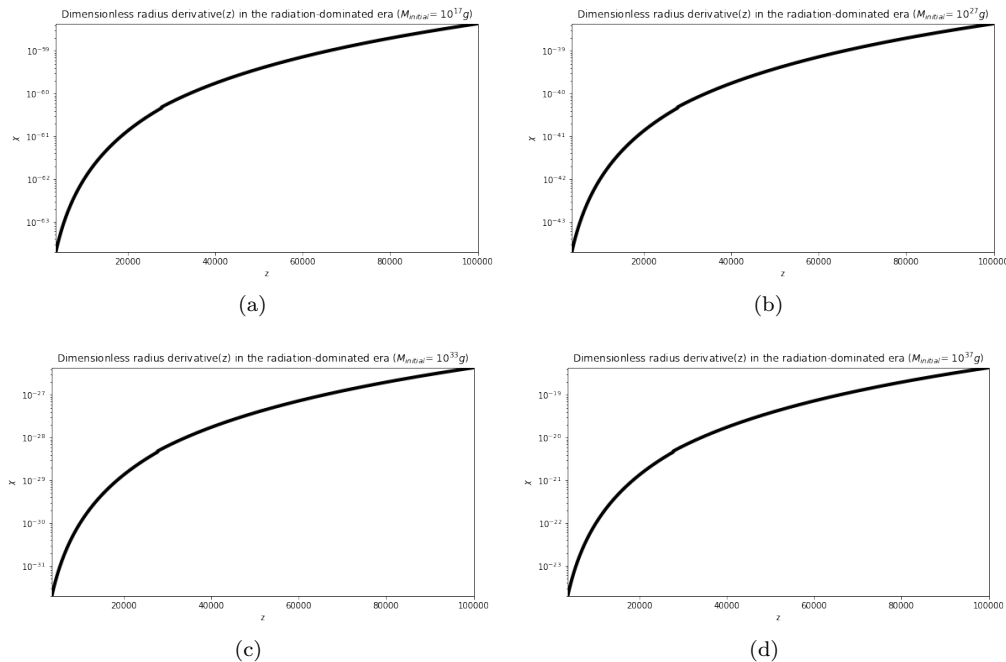 Dimensionless radius derivative(z) in the radiation-dominated era (M_initial = 10^17 g)
10^-59
10^-60
10^-61
10^-62
10^-63
χ
20000 40000 60000 80000 100000
z
(a)
Dimensionless radius derivative(z) in the radiation-dominated era (M_initial = 10^27 g)
10^-39
10^-40
10^-41
10^-42
10^-43
χ
20000 40000 60000 80000 100000
z
(b)
Dimensionless radius derivative(z) in the radiation-dominated era (M_initial = 10^33 g)
10^-27
10^-28
10^-29
10^-30
10^-31
χ
20000 40000 60000 80000 100000
z
(c)
Dimensionless radius derivative(z) in the radiation-dominated era (M_initial = 10^37 g)
10^-19
10^-20
10^-21
10^-22
10^-23
χ
20000 40000 60000 80000 100000
z
(d)